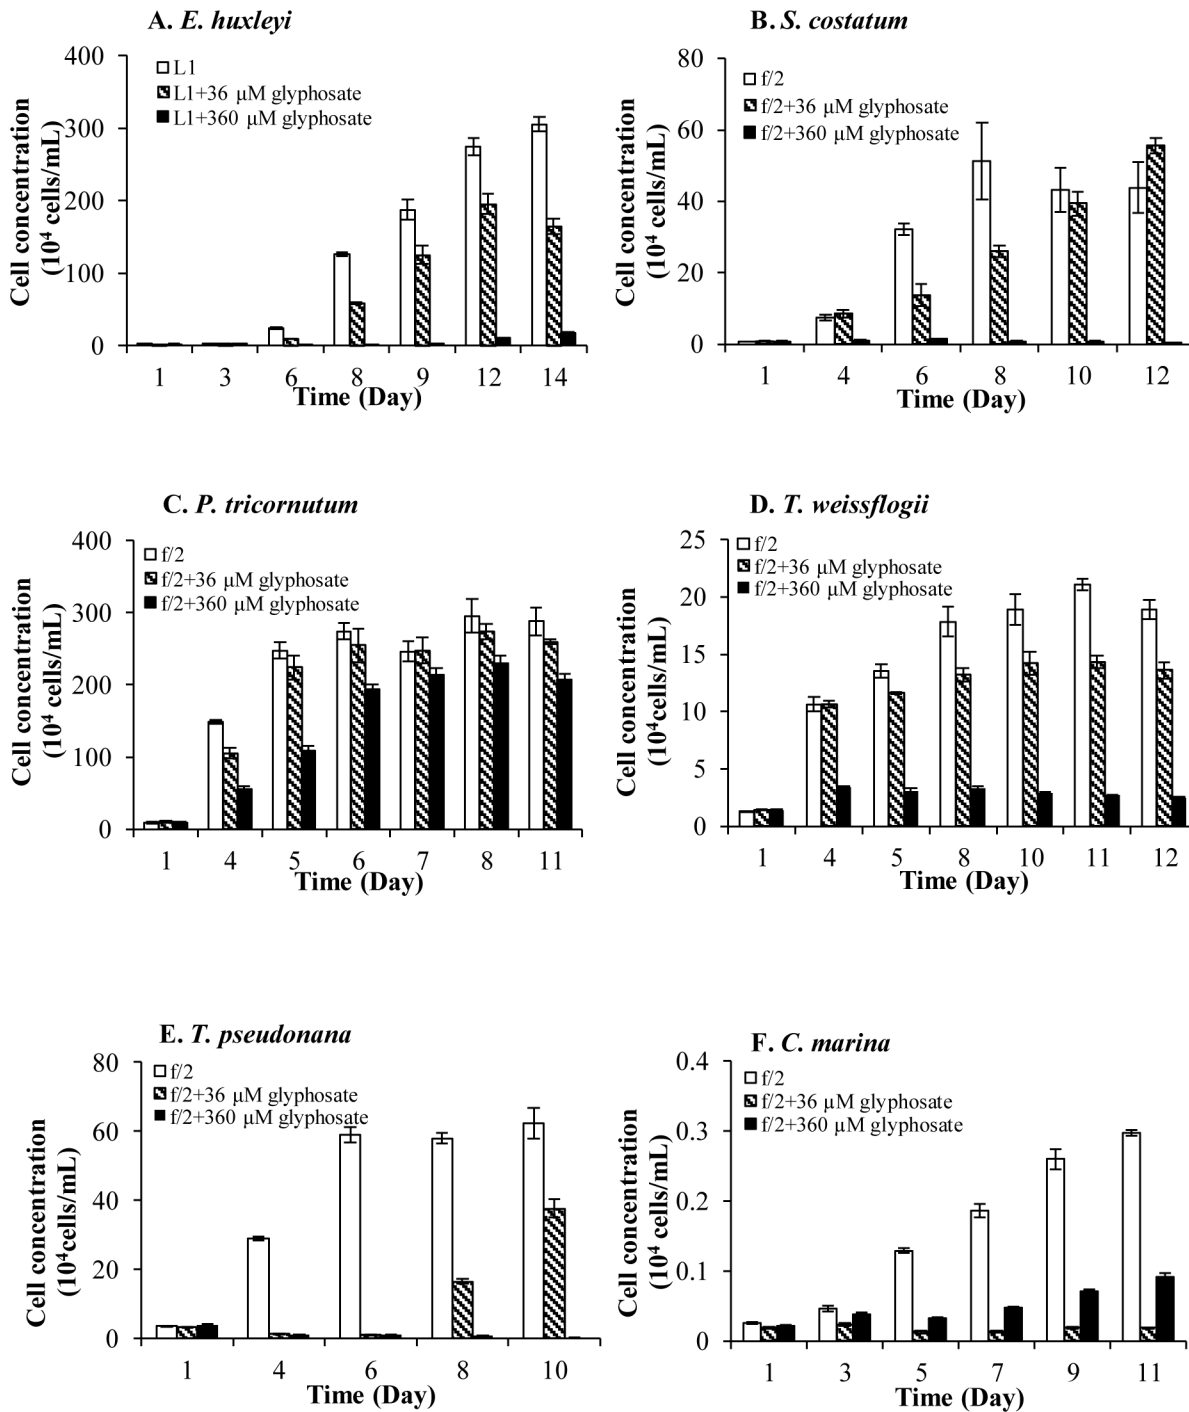 A. E. huxleyi
400
300
200
100
0
Cell concentration
(10⁴ cells/mL)
L1
L1+36 µM glyphosate
L1+360 µM glyphosate
1 3 6 8 9 12 14
Time (Day)
B. S. costatum
80
60
40
20
0
Cell concentration
(10⁴ cells/mL)
f/2
f/2+36 µM glyphosate
f/2+360 µM glyphosate
1 4 6 8 10 12
Time (Day)
C. P. tricornutum
400
300
200
100
0
Cell concentration
(10⁴ cells/mL)
f/2
f/2+36 µM glyphosate
f/2+360 µM glyphosate
1 4 5 6 7 8 11
Time (Day)
D. T. weissflogii
25
20
15
10
5
0
Cell concentration
(10⁴cells/mL)
f/2
f/2+36 µM glyphosate
f/2+360 µM glyphosate
1 4 5 8 10 11 12
Time (Day)
E. T. pseudonana
80
60
40
20
0
Cell concentration
(10⁴cells/mL)
f/2
f/2+36 µM glyphosate
f/2+360 µM glyphosate
1 4 6 8 10
Time (Day)
F. C. marina
0.4
0.3
0.2
0.1
0
Cell concentration
(10⁴ cells/mL)
f/2
f/2+36 µM glyphosate
f/2+360 µM glyphosate
1 3 5 7 9 11
Time (Day)